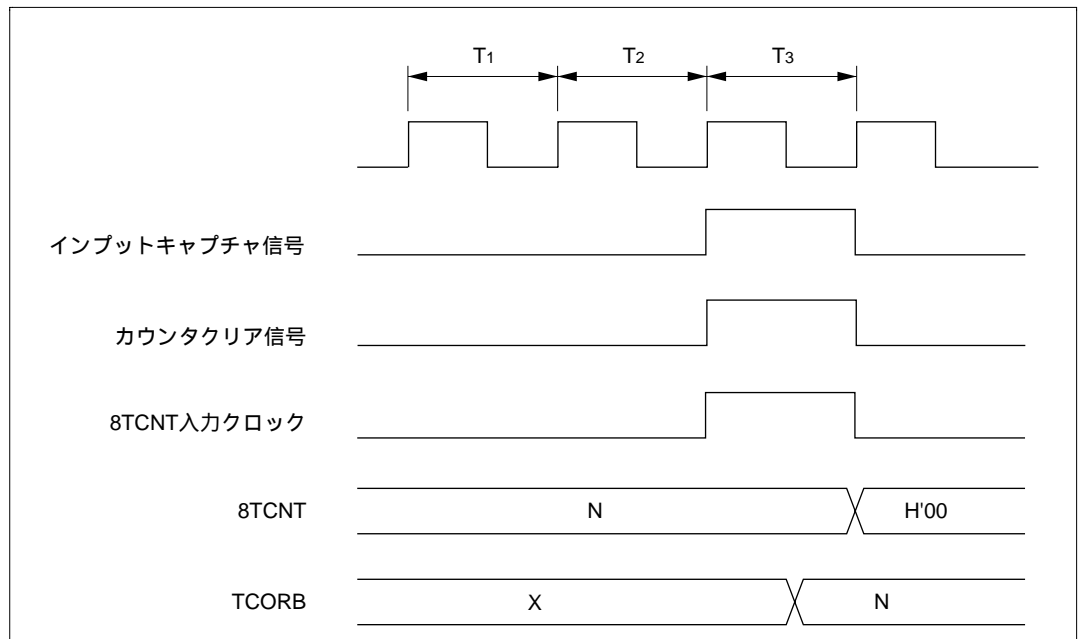 T1 T2 T3
インプットキャプチャ信号
カウンタクリア信号
8TCNT入力クロック
8TCNT N H'00
TCORB X N